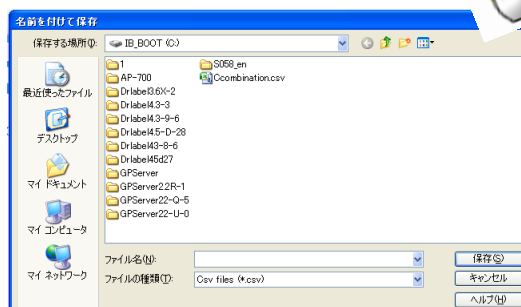 名前を付けて保存
保存する場所(I):
IB_BOOT (C:)
最近使ったファイル
デスクトップ
マイ ドキュメント
マイ コンピュータ
マイ ネットワーク
1
AP-700
Drlabel3.6X-2
Drlabel4.3-3
Drlabel4.3-9-6
Drlabel4.5-D-28
Drlabel43-8-6
Drlabel45d27
GPServer
GPServer2.2R-1
GPServer22-Q-5
GPServer22-U-0
S058_en
Ccombination.csv
ファイル名(N):
保存(S)
ファイルの種類(T):
Csv files (*.csv)
キャンセル
ヘルプ(H)